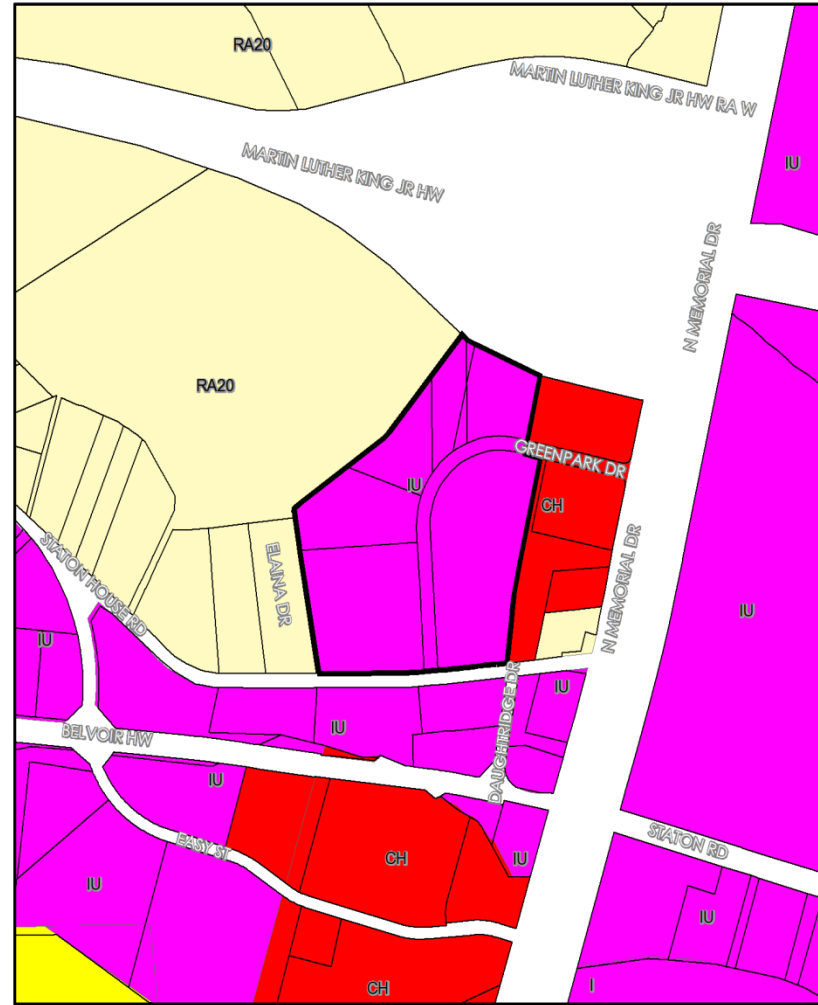 RA20
MARTIN LUTHER KING JR HW RA W
MARTIN LUTHER KING JR HW
IU
N MEMORIAL DR
RA20
GREENPARK DR
IU
CH
ELAINA DR
STATON HOUSE RD
N MEMORIAL DR
IU
IU
IU
IU
BELVOIR HW
DAUGHTRIDGE DR
IU
EASY ST
STATON RD
CH
IU
IU
IU
CH
I